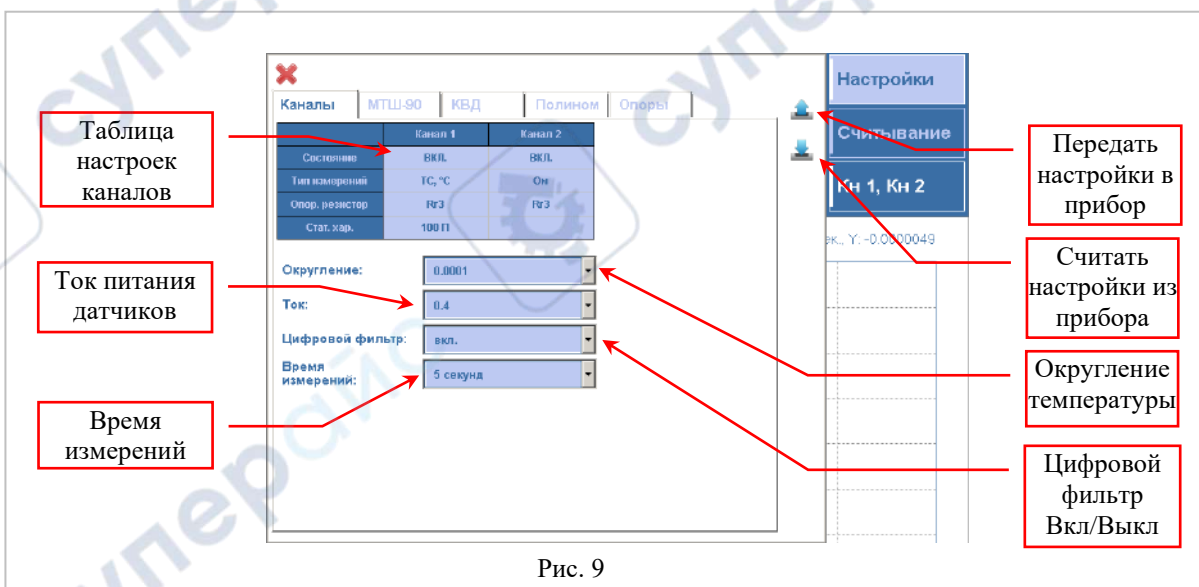 Настройки
Каналы МТШ-90 КВД Полином Опоры
Считывание
Кн 1, Кн 2
Канал 1 Канал 2
Состояние ВКЛ. ВКЛ.
Тип измерений ТС, °С Ом
Опор. резистор Rr3 Rr3
Стат. хар. 100 П
ек., Y: -0.0000049
Округление: 0.0001
Ток: 0.4
Цифровой фильтр: вкл.
Время
измерений: 5 секунд
Таблица
настроек
каналов
Ток питания
датчиков
Время
измерений
Передать
настройки в
прибор
Считать
настройки из
прибора
Округление
температуры
Цифровой
фильтр
Вкл/Выкл
Рис. 9